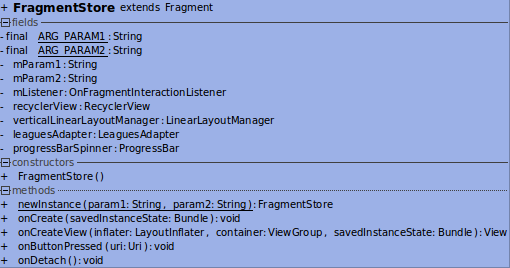 + FragmentStore extends Fragment
fields
- final ARG_PARAM1:String
- final ARG_PARAM2:String
- mParam1:String
- mParam2:String
- mListener:OnFragmentInteractionListener
- recyclerView:RecyclerView
- verticalLinearLayoutManager:LinearLayoutManager
- leaguesAdapter:LeaguesAdapter
- progressBarSpinner:ProgressBar
constructors
+ FragmentStore()
methods
+ newInstance(param1:String, param2:String):FragmentStore
+ onCreate(savedInstanceState:Bundle):void
+ onCreateView(inflater:LayoutInflater, container:ViewGroup, savedInstanceState:Bundle):View
+ onButtonPressed(uri:Uri):void
+ onDetach():void